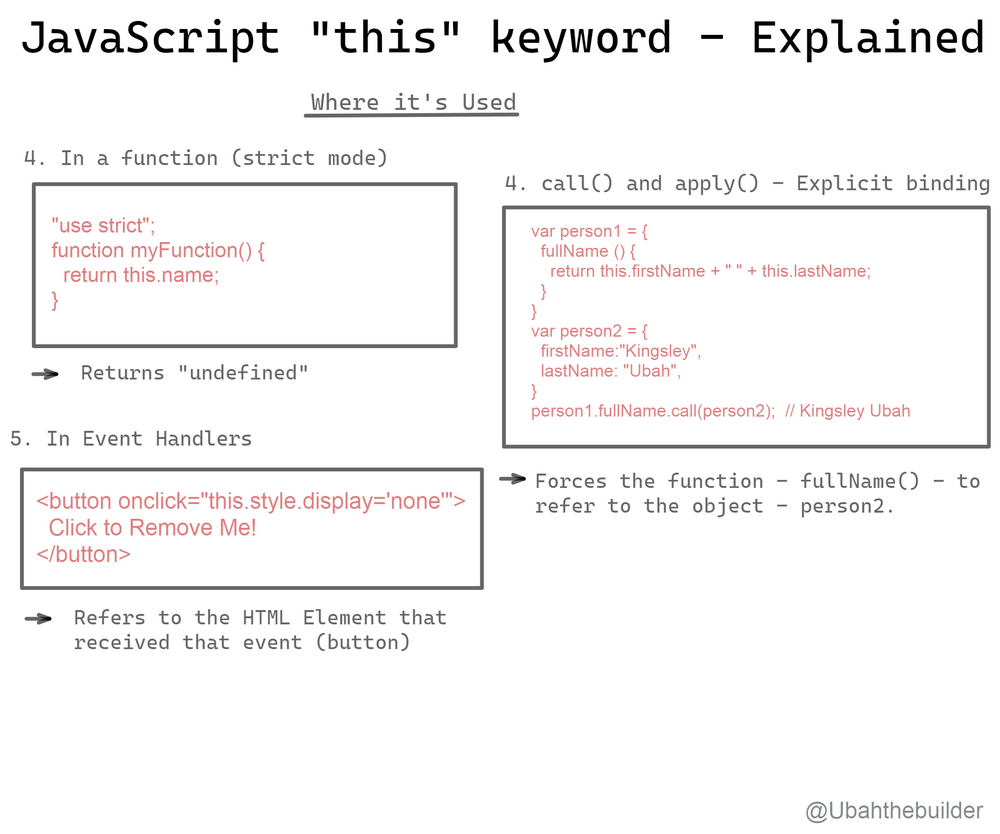 JavaScript "this" keyword – Explained
Where it's Used
4. In a function (strict mode)
"use strict";
function myFunction() {
  return this.name;
}
Returns "undefined"
5. In Event Handlers
<button onclick="this.style.display='none'">
  Click to Remove Me!
</button>
Refers to the HTML Element that
received that event (button)
4. call() and apply() – Explicit binding
var person1 = {
  fullName () {
    return this.firstName + " " + this.lastName;
  }
}
var person2 = {
  firstName:"Kingsley",
  lastName: "Ubah",
}
person1.fullName.call(person2);  // Kingsley Ubah
Forces the function – fullName() – to
refer to the object – person2.
@Ubahthebuilder